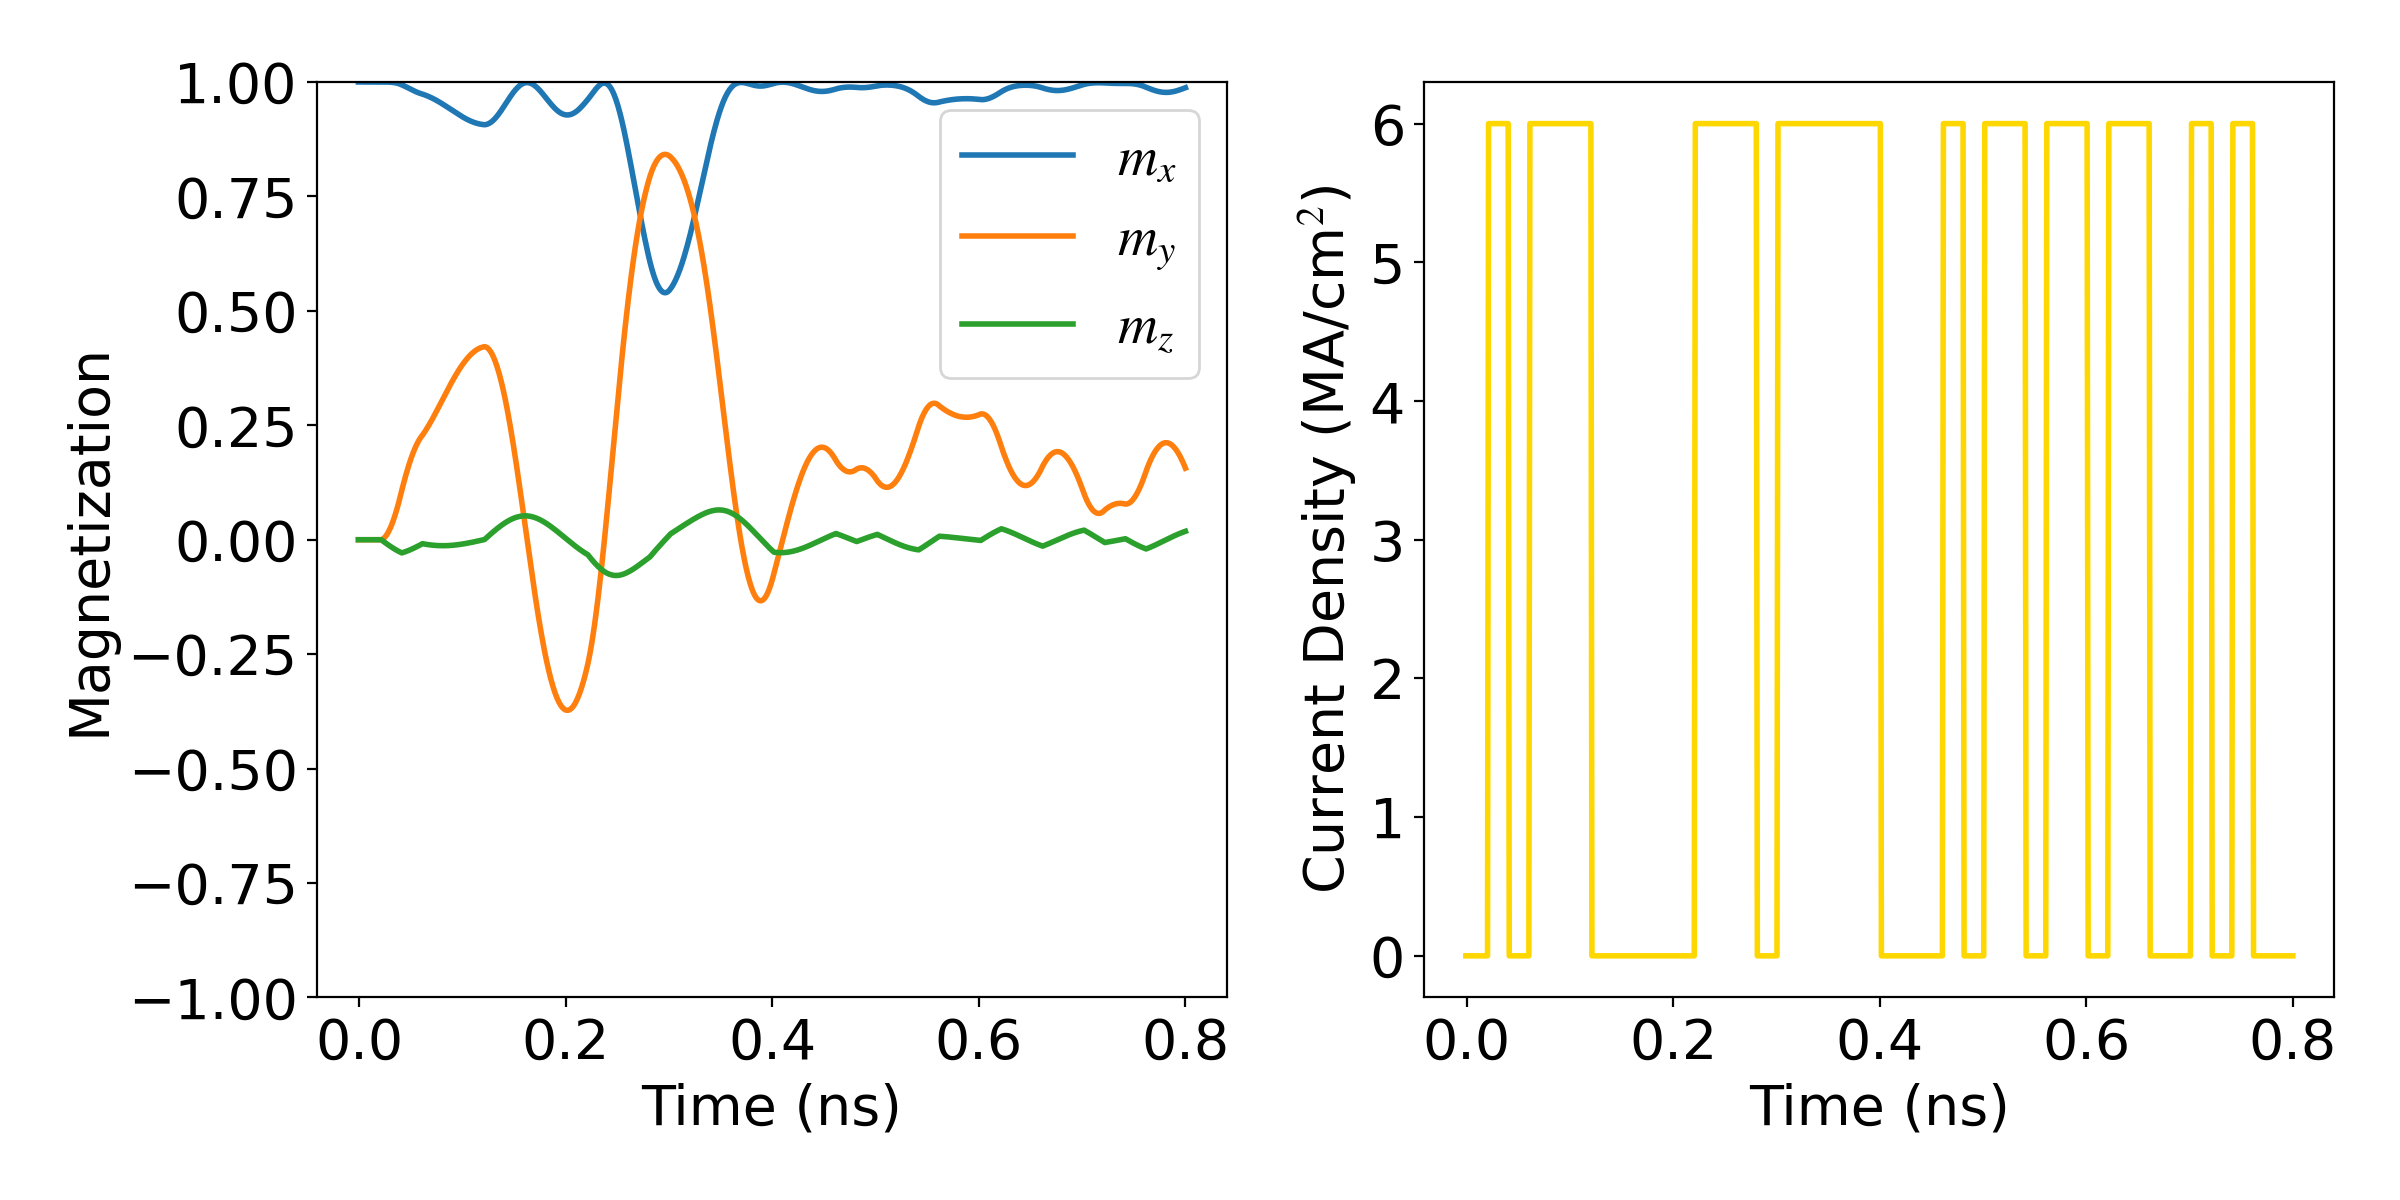 1.00
0.75
0.50
0.25
0.00
−0.25
−0.50
−0.75
−1.00
Magnetization
0.0 0.2 0.4 0.6 0.8
Time (ns)
mₓ
m_y
m_z
6
5
4
3
2
1
0
Current Density (MA/cm²)
0.0 0.2 0.4 0.6 0.8
Time (ns)